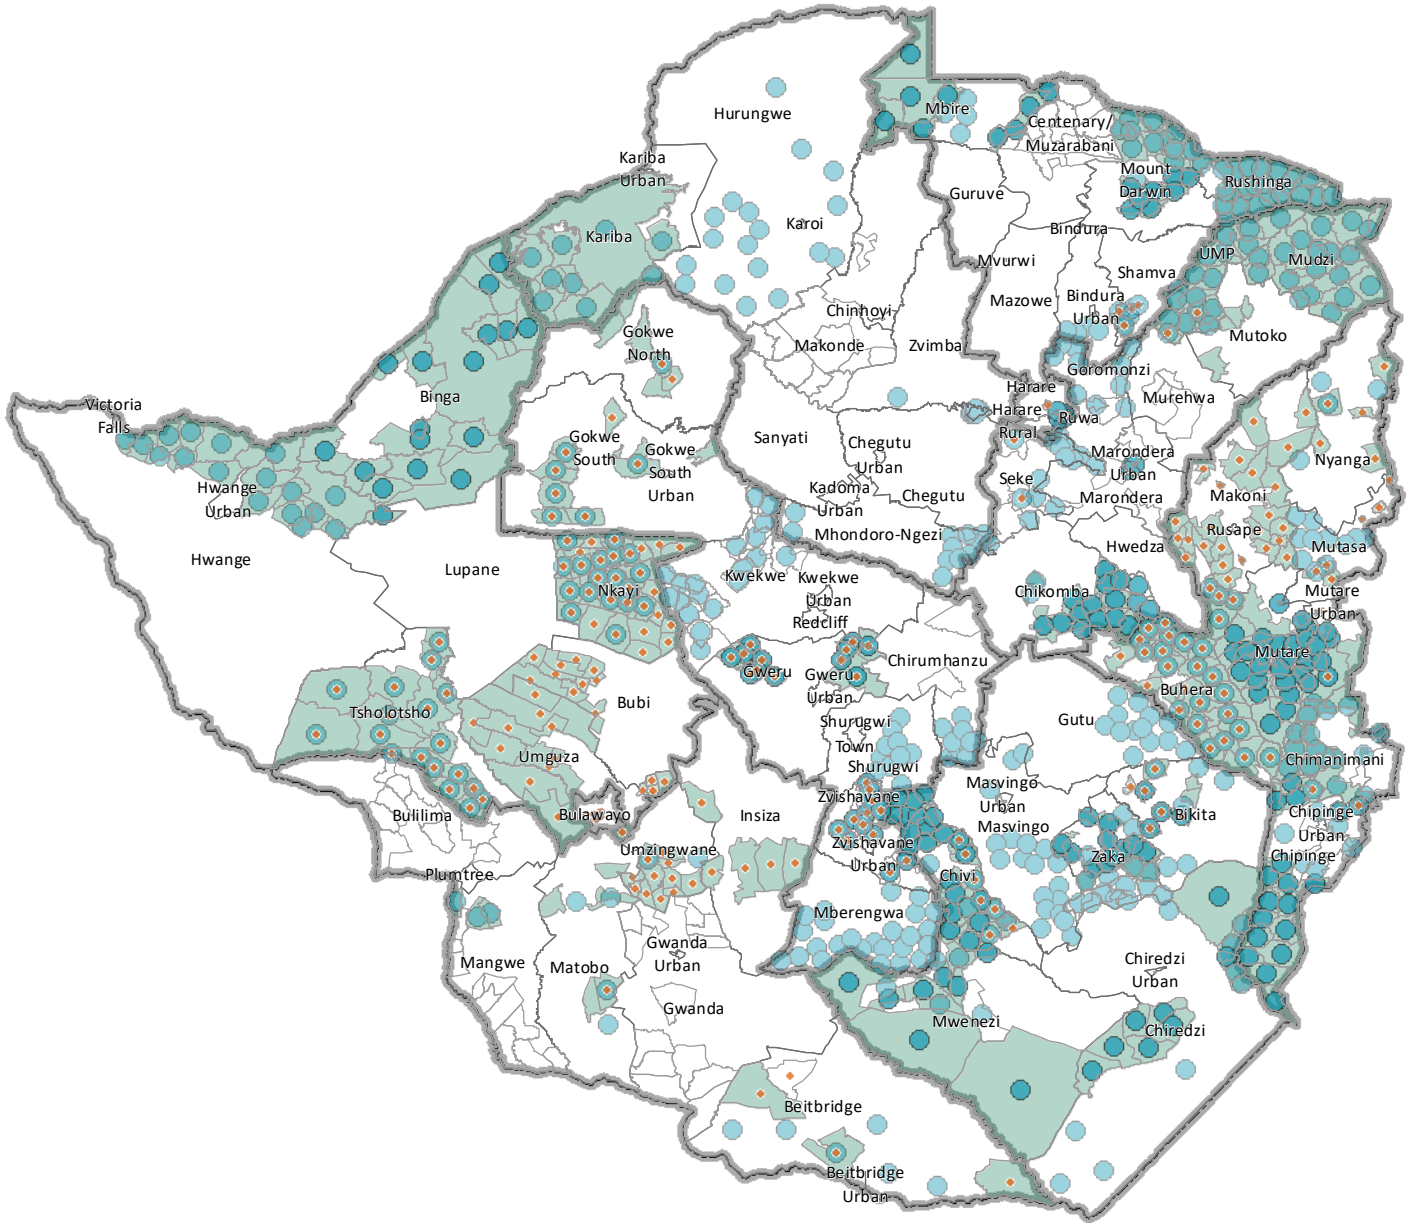 Mbire
Hurungwe
Centenary/
Muzarabani
Kariba
Urban
Mount
Darwin
Rushinga
Guruve
Karoi
Kariba
Bindura
UMP
Mudzi
Mvurwi
Shamva
Mazowe
Bindura
Urban
Chinhoyi
Gokwe
North
Makonde
Zvimba
Mutoko
Goromonzi
Binga
Harare
Murehwa
Victoria
Falls
Harare
Rural
Ruwa
Sanyati
Gokwe
South
Chegutu
Urban
Gokwe
South
Urban
Marondera
Urban
Nyanga
Seke
Hwange
Urban
Kadoma
Urban
Chegutu
Marondera
Makoni
Rusape
Mhondoro-Ngezi
Hwedza
Mutasa
Hwange
Lupane
Kwekwe
Kwekwe
Urban
Nkayi
Chikomba
Mutare
Urban
Redcliff
Mutare
Chirumhanzu
Gweru
Gweru
Urban
Buhera
Bubi
Tsholotsho
Gutu
Shurugwi
Town
Umguza
Shurugwi
Chimanimani
Masvingo
Urban
Zvishavane
Bulilima
Bulawayo
Insiza
Bikita
Chipinge
Urban
Masvingo
Zvishavane
Urban
Umzingwane
Zaka
Chipinge
Plumtree
Chivi
Mberengwa
Gwanda
Urban
Mangwe
Matobo
Chiredzi
Urban
Gwanda
Mwenezi
Chiredzi
Beitbridge
Beitbridge
Urban